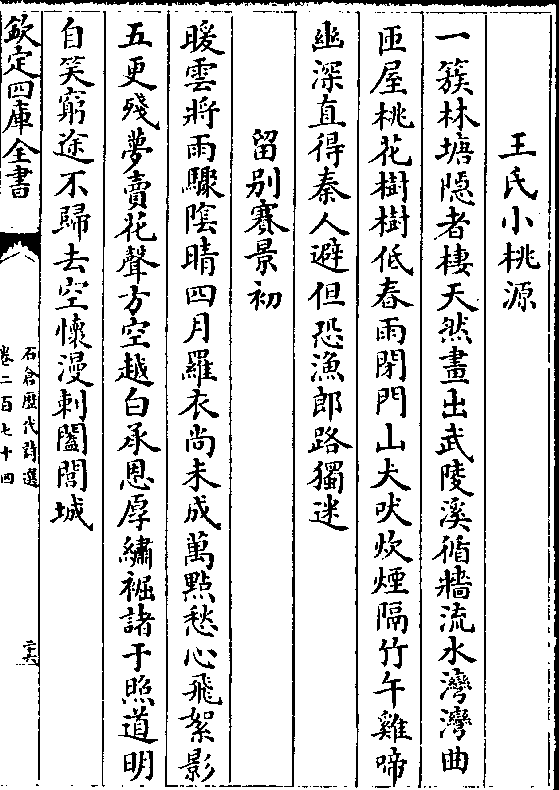 王氏小桃源
一簇林塘隠者棲天然畫出武陵溪循牆流水灣灣曲
匝屋桃花樹樹低春雨閉門山犬吠炊煙隔竹午雞啼
幽深直得秦人避但恐漁郎路獨迷
留别賽景初
暖雲將雨驟隂晴四月羅衣尚未成萬點愁心飛絮影
五更殘夢賣花聲方空越白承恩厚繡裾諸于照道明
自笑窮途不歸去空懷漫刺闔閭城
欽定四庫全書
石倉歴代詩選
卷二百七十四
二十六